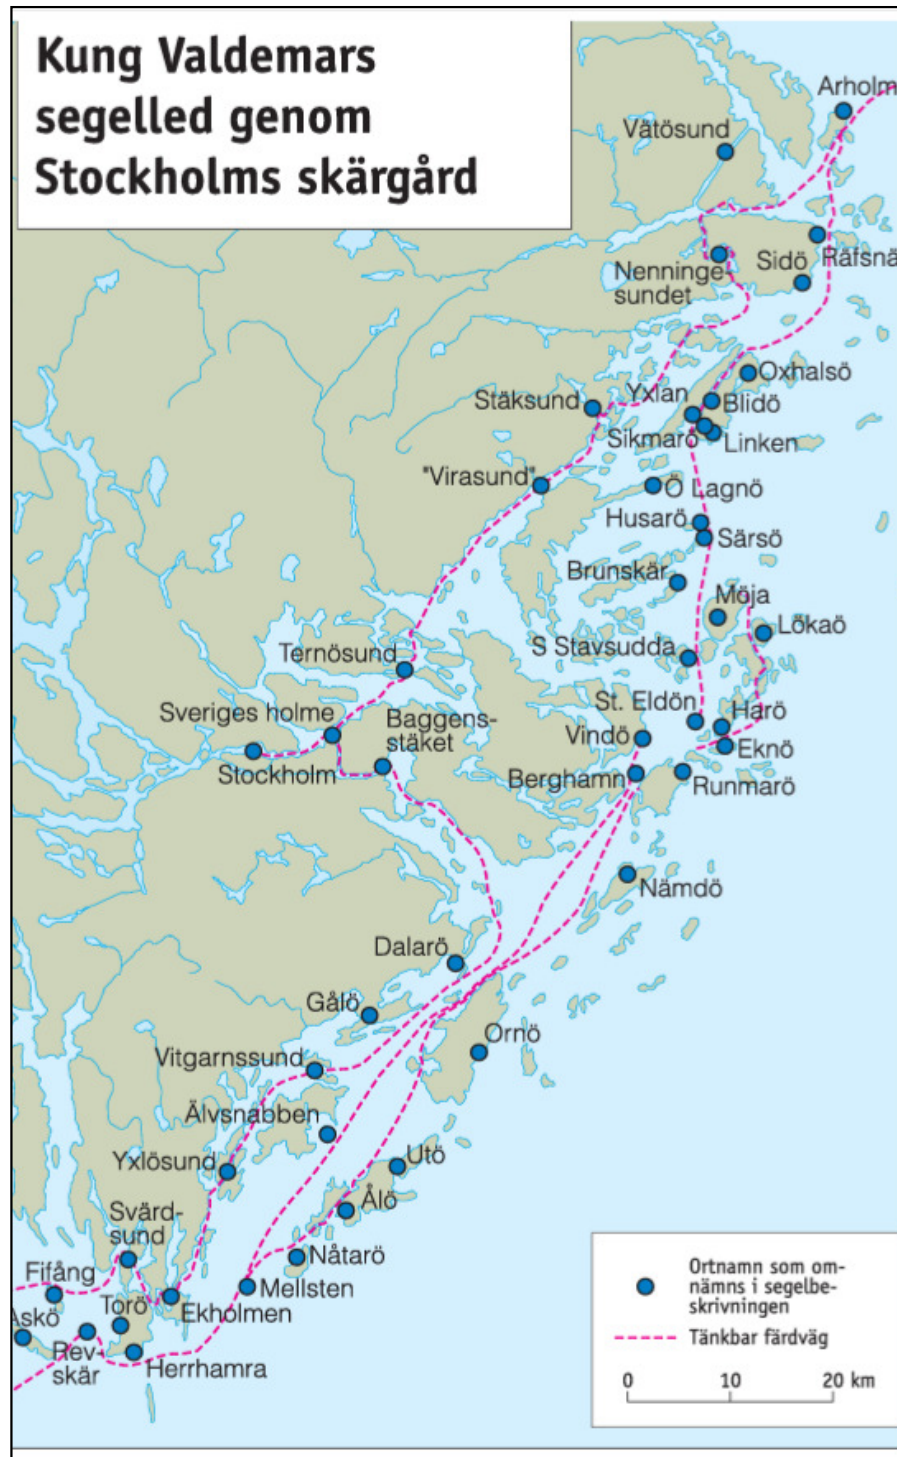 Kung Valdemars
segelled genom
Stockholms skärgård
Arholm
Vätösund
Nenninge-
sundet
Sidö
Räfsnä
Oxhalsö
Yxlan
Blidö
Stäksund
Sikmarö
Linken
"Virasund"
Ö Lagnö
Husarö
Särsö
Brunskär
Möja
Lökaö
S Stavsudda
Ternösund
St. Eldön
Harö
Sveriges holme
Baggens-
stäket
Vindö
Eknö
Stockholm
Berghamn
Runmarö
Nämdö
Dalarö
Gålö
Ornö
Vitgarnssund
Älvsnabben
Utö
Yxlösund
Ålö
Svärd-
sund
Nåtarö
Fifång
Mellsten
Ekholmen
Torö
Askö
Rev-
skär
Herrhamra
Ortnamn som om-
nämns i segelbe-
skrivningen
Tänkbar färdväg
0 10 20 km